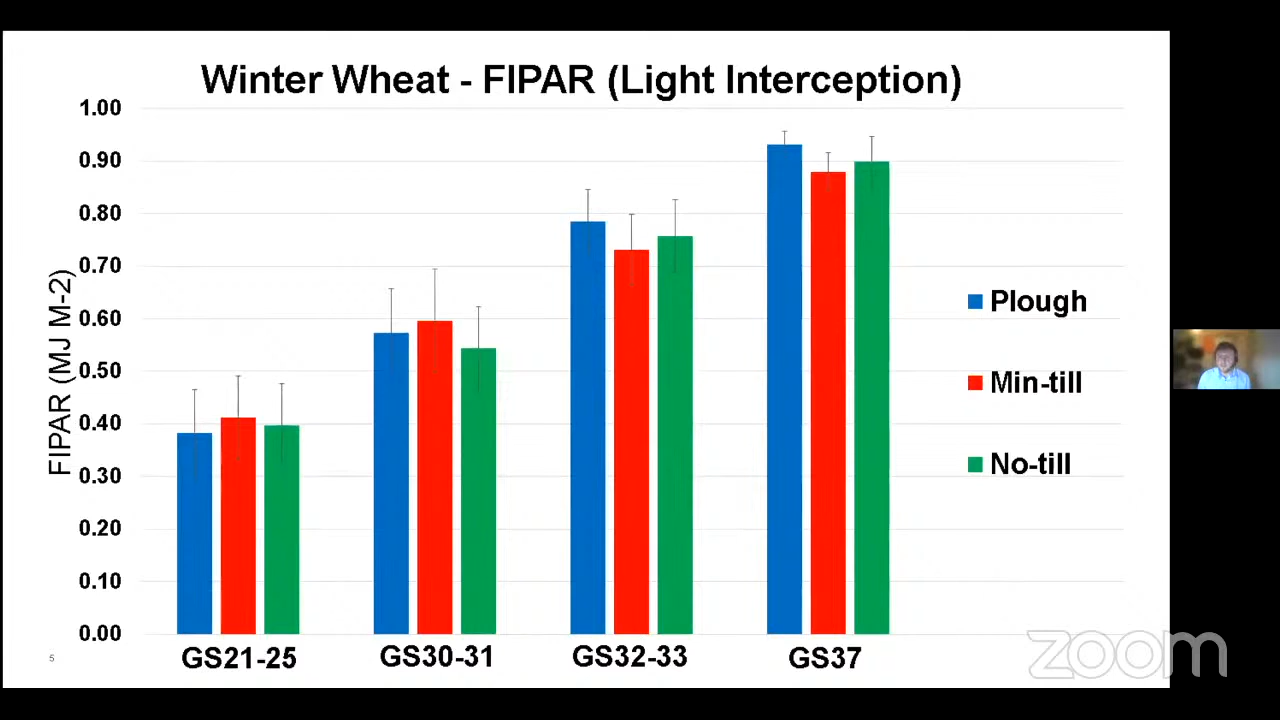 Winter Wheat - FIPAR (Light Interception)
FIPAR (MJ M-2)
1.00
0.90
0.80
0.70
0.60
0.50
0.40
0.30
0.20
0.10
0.00
GS21-25 GS30-31 GS32-33 GS37
Plough
Min-till
No-till
5
zoom